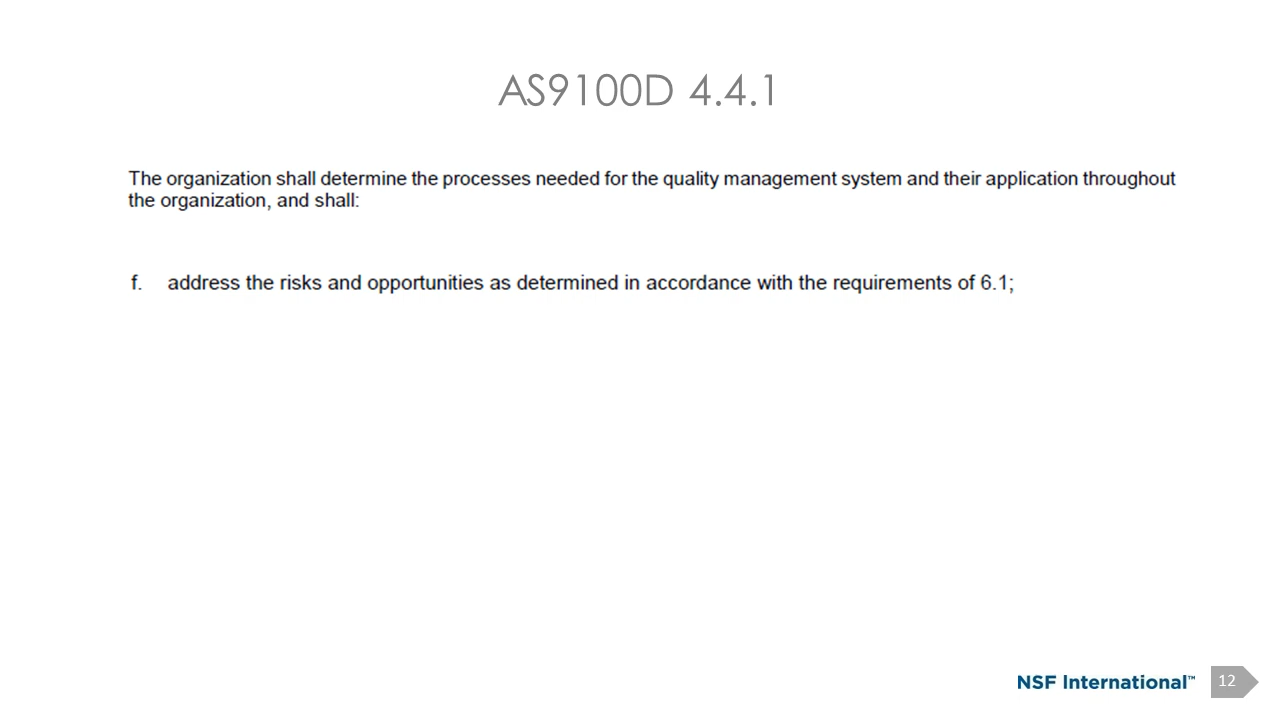 AS9100D 4.4.1
The organization shall determine the processes needed for the quality management system and their application throughout
the organization, and shall:
f. address the risks and opportunities as determined in accordance with the requirements of 6.1;
NSF International™
12